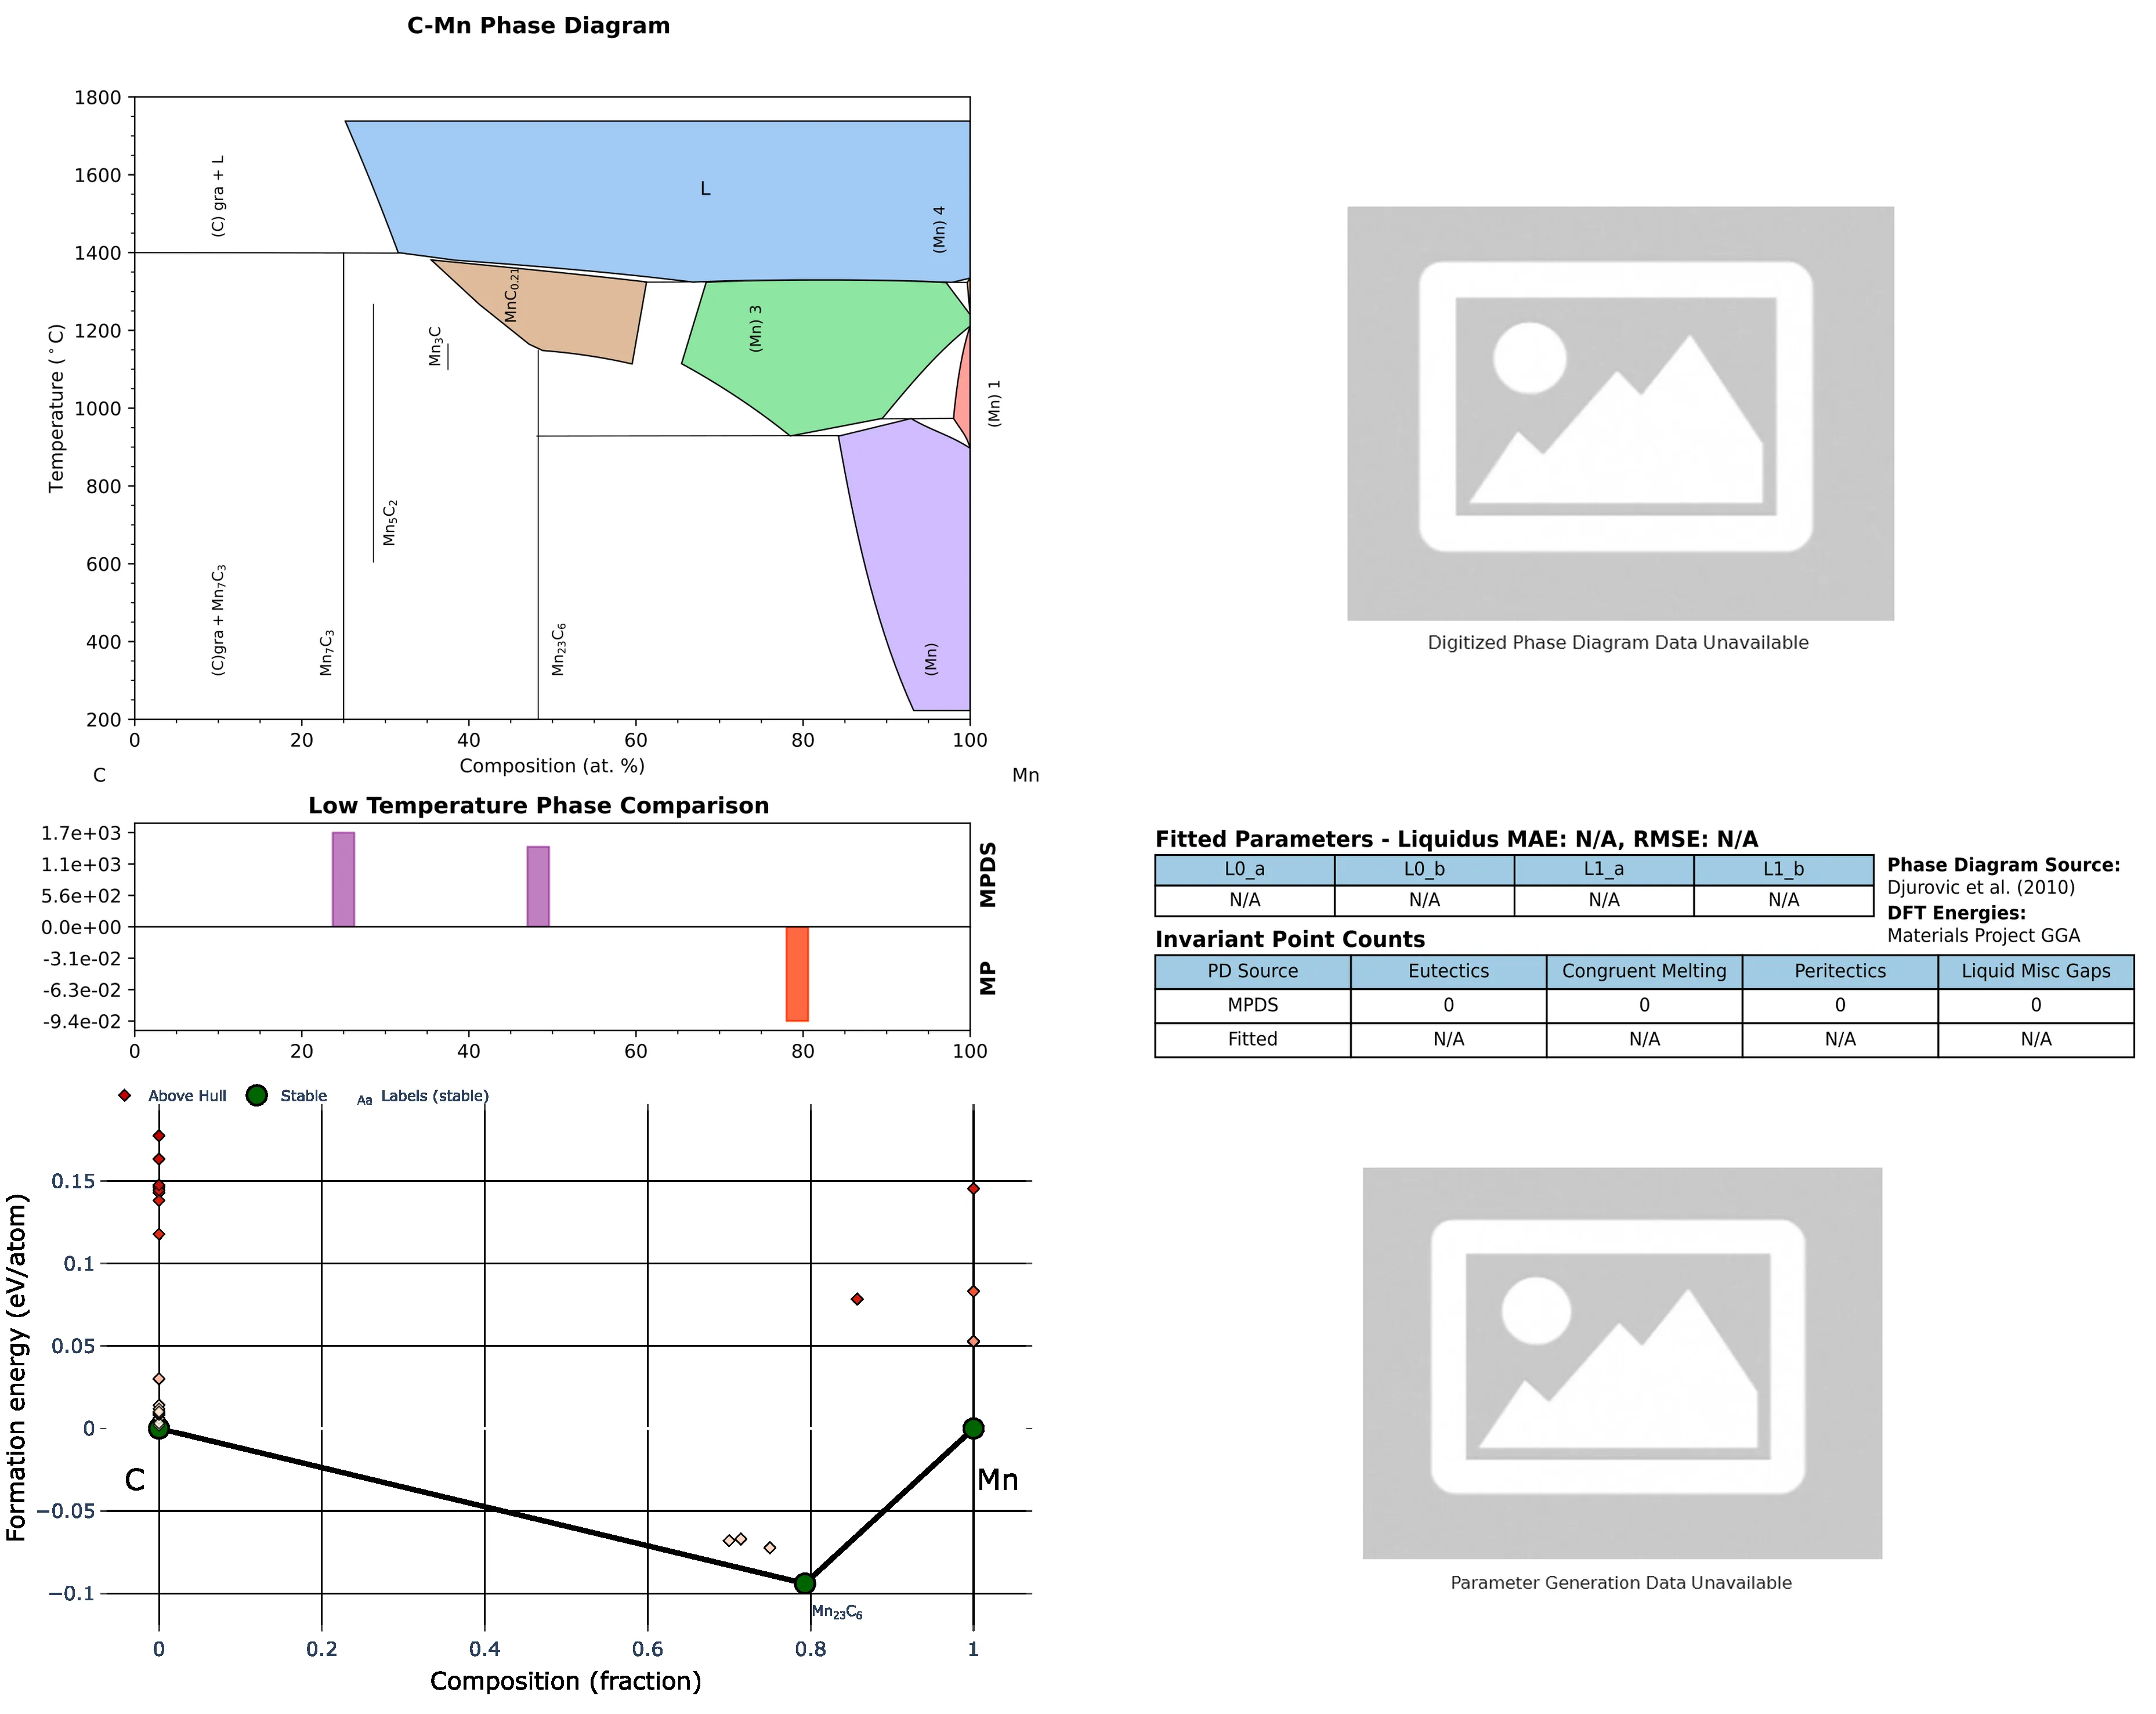 C-Mn Phase Diagram
1800
1600
1400
1200
1000
800
600
400
200
Temperature (°C)
(C) gra + L
L
(Mn) 4
MnC0.21
(Mn) 3
Mn3C
(Mn) 1
Mn5C2
(C)gra + Mn7C3
Mn7C3
Mn23C6
(Mn)
0 20 40 60 80 100
Composition (at. %)
C Mn
Digitized Phase Diagram Data Unavailable
Low Temperature Phase Comparison
1.7e+03
1.1e+03
5.6e+02
0.0e+00
-3.1e-02
-6.3e-02
-9.4e-02
MPDS
MP
0 20 40 60 80 100
Fitted Parameters - Liquidus MAE: N/A, RMSE: N/A
L0_a L0_b L1_a L1_b
N/A N/A N/A N/A
Phase Diagram Source:
Djurovic et al. (2010)
DFT Energies:
Materials Project GGA
Invariant Point Counts
PD Source Eutectics Congruent Melting Peritectics Liquid Misc Gaps
MPDS 0 0 0 0
Fitted N/A N/A N/A N/A
Above Hull Stable Aa Labels (stable)
0.15
0.1
0.05
0
−0.05
−0.1
Formation energy (eV/atom)
C
Mn
Mn23C6
0 0.2 0.4 0.6 0.8 1
Composition (fraction)
Parameter Generation Data Unavailable